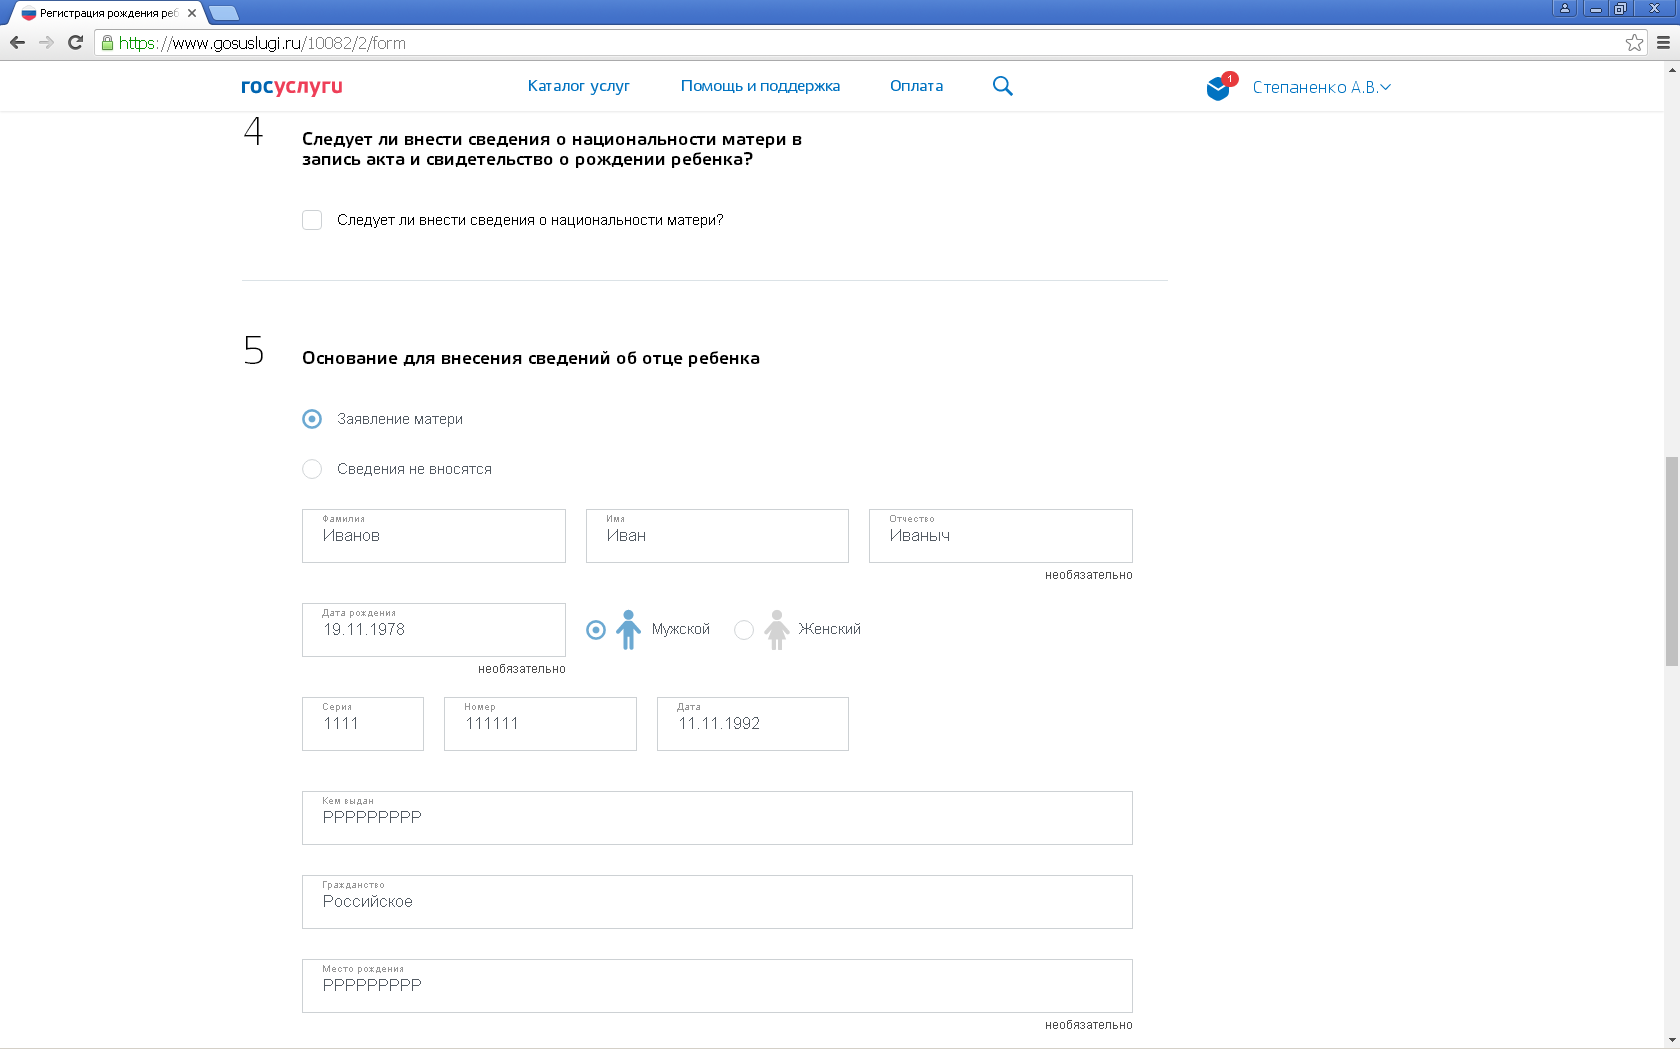 Регистрация рождения реб
https://www.gosuslugi.ru/10082/2/form
госуслуги
Каталог услуг
Помощь и поддержка
Оплата
1
Степаненко А.В.
4
Следует ли внести сведения о национальности матери в
запись акта и свидетельство о рождении ребенка?
Следует ли внести сведения о национальности матери?
5
Основание для внесения сведений об отце ребенка
Заявление матери
Сведения не вносятся
Фамилия
Иванов
Имя
Иван
Отчество
Иваныч
необязательно
Дата рождения
19.11.1978
необязательно
Мужской
Женский
Серия
1111
Номер
111111
Дата
11.11.1992
Кем выдан
РРРРРРРРР
Гражданство
Российское
Место рождения
РРРРРРРРР
необязательно